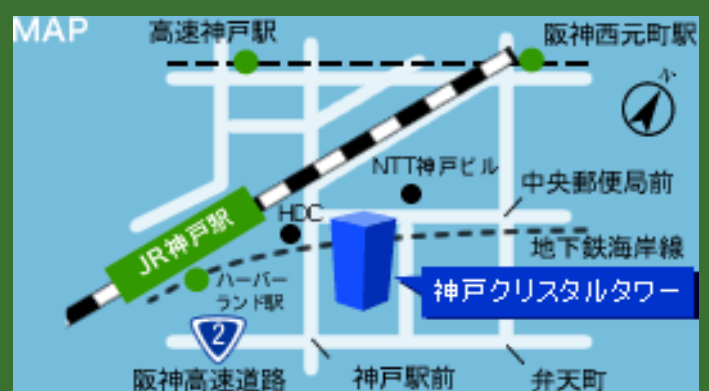 MAP
高速神戸駅
阪神西元町駅
N
NTT神戸ビル
中央郵便局前
HDC
JR神戸駅
地下鉄海岸線
ハーバー
ランド駅
神戸クリスタルタワー
2
阪神高速道路
神戸駅前
弁天町